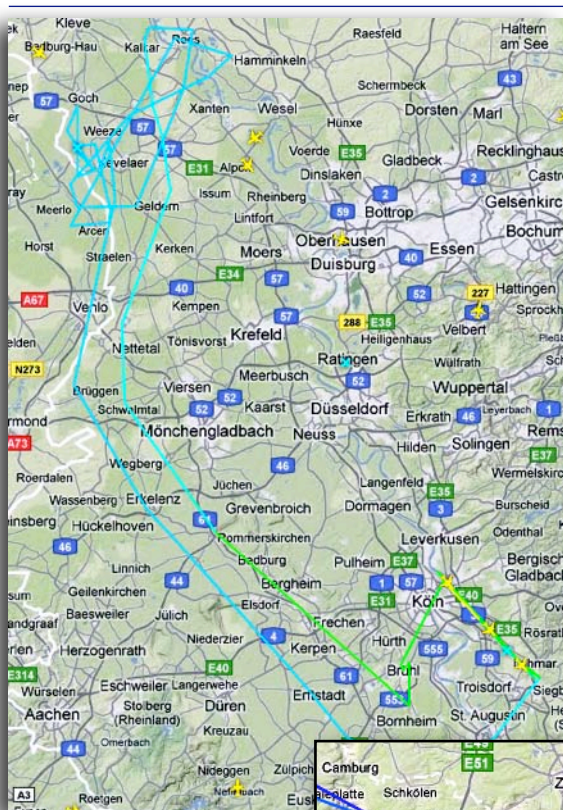 Kleve
Raesfeld
Haltern
am See
Bedburg-Hau
Kalkar
Rees
Hamminkeln
43
Goch
57
Schermbeck
Xanten
Wesel
Dorsten
Marl
Weeze
57
Hünxe
Kevelaer
57
Voerde
E35
Recklinghaus
E31
Alpen
Gladbeck
Dinslaken
2
Castro
Issum
Rheinberg
2
Meerlo
Geldern
Lintfort
59
Bottrop
Gelsenkirc
Arcen
Bochum
Horst
Kerken
Oberhausen
Essen
Straelen
Moers
Duisburg
40
E34
57
Hattingen
A67
40
52
227
Venlo
Kempen
57
Sprockh
Krefeld
288
E35
Velbert
Nettetal
Tönisvorst
Heiligenhaus
N273
Ratingen
Wülfrath
Meerbusch
52
Brüggen
Viersen
52
Wuppertal
Schwalmtal
52
Kaarst
Düsseldorf
Leyerbach
1
Erkrath
46
Rems
Mönchengladbach
Neuss
A73
Hilden
Solingen
E37
Wegberg
46
Roerdalen
Jüchen
Langenfeld
Wermelskirc
Wassenberg
Erkelenz
Grevenbroich
Dormagen
E35
3
Burscheid
Hückelhoven
61
Rommerskirchen
Odenthal
46
Leverkusen
Bedburg
Pulheim
E37
Linnich
44
Bergheim
1
57
Bergisc
Gladbach
Geilenkirchen
Elsdorf
E31
Köln
E40
Baesweiler
Jülich
Frechen
E35
Landgraaf
4
Hürth
Rösrath
Niederzier
Kerpen
555
59
Herzogenrath
Brühl
E314
E40
61
Troisdorf
Eschweiler
Langerwehe
Erftstadt
553
Siegb
Würselen
Stolberg
(Rheinland)
Düren
St. Augustin
Aachen
Bornheim
Kreuzau
44
Nideggen
Zülpich
E51
Camburg
A3
Roetgen
Schkölen